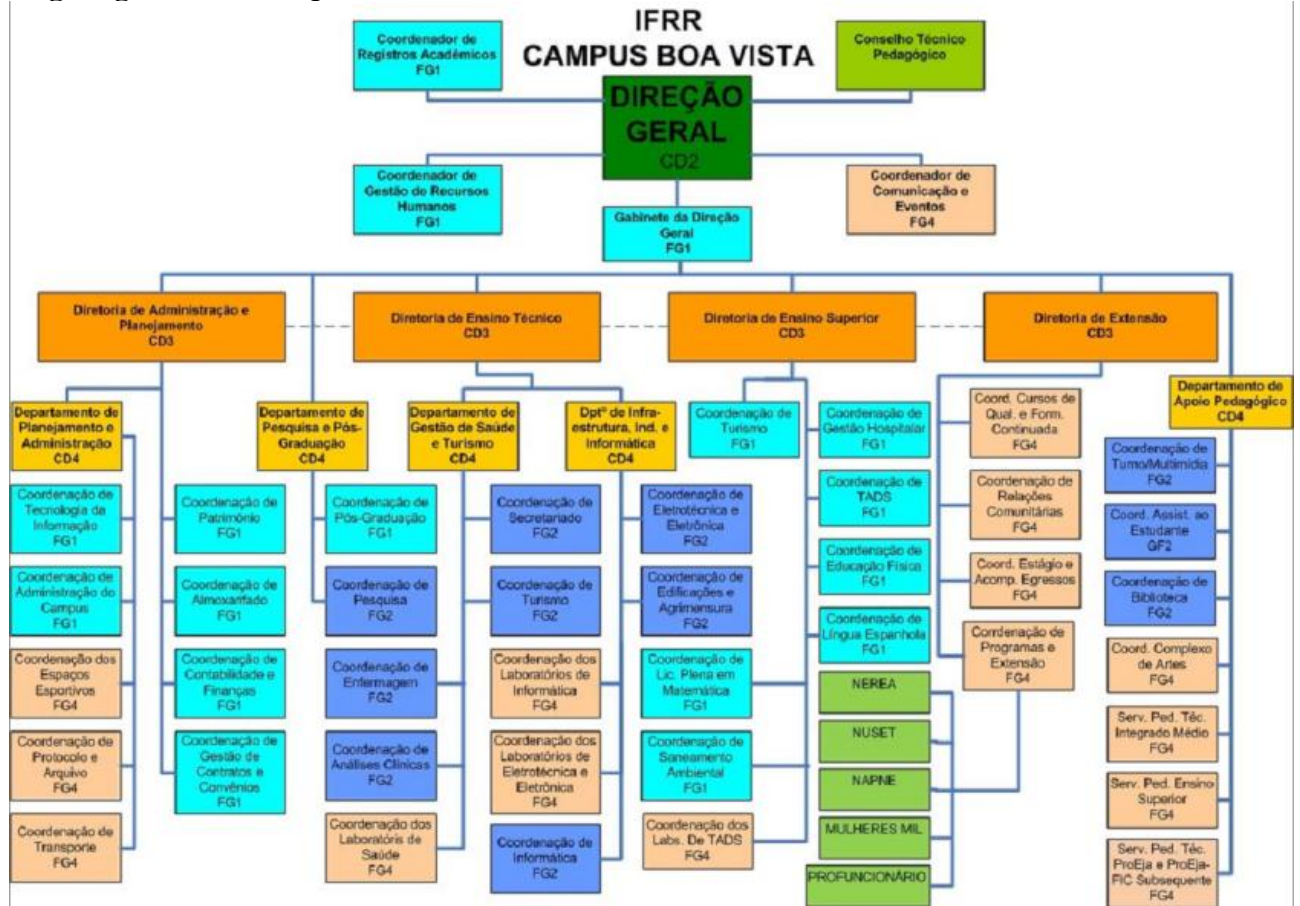 IFRR
CAMPUS BOA VISTA
Coordenador de
Registros Acadêmicos
FG1
Conselho Técnico
Pedagógico
DIREÇÃO
GERAL
CD2
Coordenador de
Gestão de Recursos
Humanos
FG1
Coordenador de
Comunicação e
Eventos
FG4
Gabinete da Direção
Geral
FG1
Diretoria de Administração e
Planejamento
CD3
Diretoria de Ensino Técnico
CD3
Diretoria de Ensino Superior
CD3
Diretoria de Extensão
CD3
Departamento de
Planejamento e
Administração
CD4
Departamento de
Pesquisa e Pós-
Graduação
CD4
Departamento de
Gestão de Saúde
e Turismo
CD4
Dptº de Infra-
estrutura, Ind. e
Informática
CD4
Departamento de
Apoio Pedagógico
CD4
Coordenação de
Tecnologia da
Informação
FG1
Coordenação de
Administração do
Campus
FG1
Coordenação dos
Espaços
Esportivos
FG4
Coordenação de
Protocolo e
Arquivo
FG4
Coordenação de
Transporte
FG4
Coordenação de
Patrimônio
FG1
Coordenação de
Almoxarifado
FG1
Coordenação de
Contabilidade e
Finanças
FG1
Coordenação de
Gestão de
Contratos e
Convênios
FG1
Coordenação de
Pós-Graduação
FG1
Coordenação de
Pesquisa
FG2
Coordenação de
Enfermagem
FG2
Coordenação de
Análises Clínicas
FG2
Coordenação dos
Laboratóris de
Saúde
FG4
Coordenação de
Secretariado
FG2
Coordenação de
Turismo
FG2
Coordenação dos
Laboratórios de
Informática
FG4
Coordenação dos
Laboratórios de
Eletrotécnica e
Eletrônica
FG4
Coordenação de
Informática
FG2
Coordenação de
Eletrotécnica e
Eletrônica
FG2
Coordenação de
Edificações e
Agrimensura
FG2
Coordenação de
Turismo
FG1
Coordenação de
Lic. Plena em
Matemática
FG1
Coordenação de
Saneamento
Ambiental
FG1
Coordenação dos
Labs. De TADS
FG4
Coordenação de
Gestão Hospitalar
FG1
Coordenação de
TADS
FG1
Coordenação de
Educação Física
FG1
Coordenação de
Língua Espanhola
FG1
NEREA
NUSET
NAPNE
MULHERES MIL
PROFUNCIONÁRIO
Coord. Cursos de
Qual. e Form.
Continuada
FG4
Coordenação de
Relações
Comunitárias
FG4
Coord. Estágio e
Acomp. Egressos
FG4
Corrdenação de
Programas e
Extensão
FG4
Coordenação de
Turno/Multimídia
FG2
Coord. Assist. ao
Estudante
GF2
Coordenação de
Biblioteca
FG2
Coord. Complexo
de Artes
FG4
Serv. Ped. Téc.
Integrado Médio
FG4
Serv. Ped. Ensino
Superior
FG4
Serv. Ped. Téc.
ProEja e ProEja-
FIC Subsequente
FG4